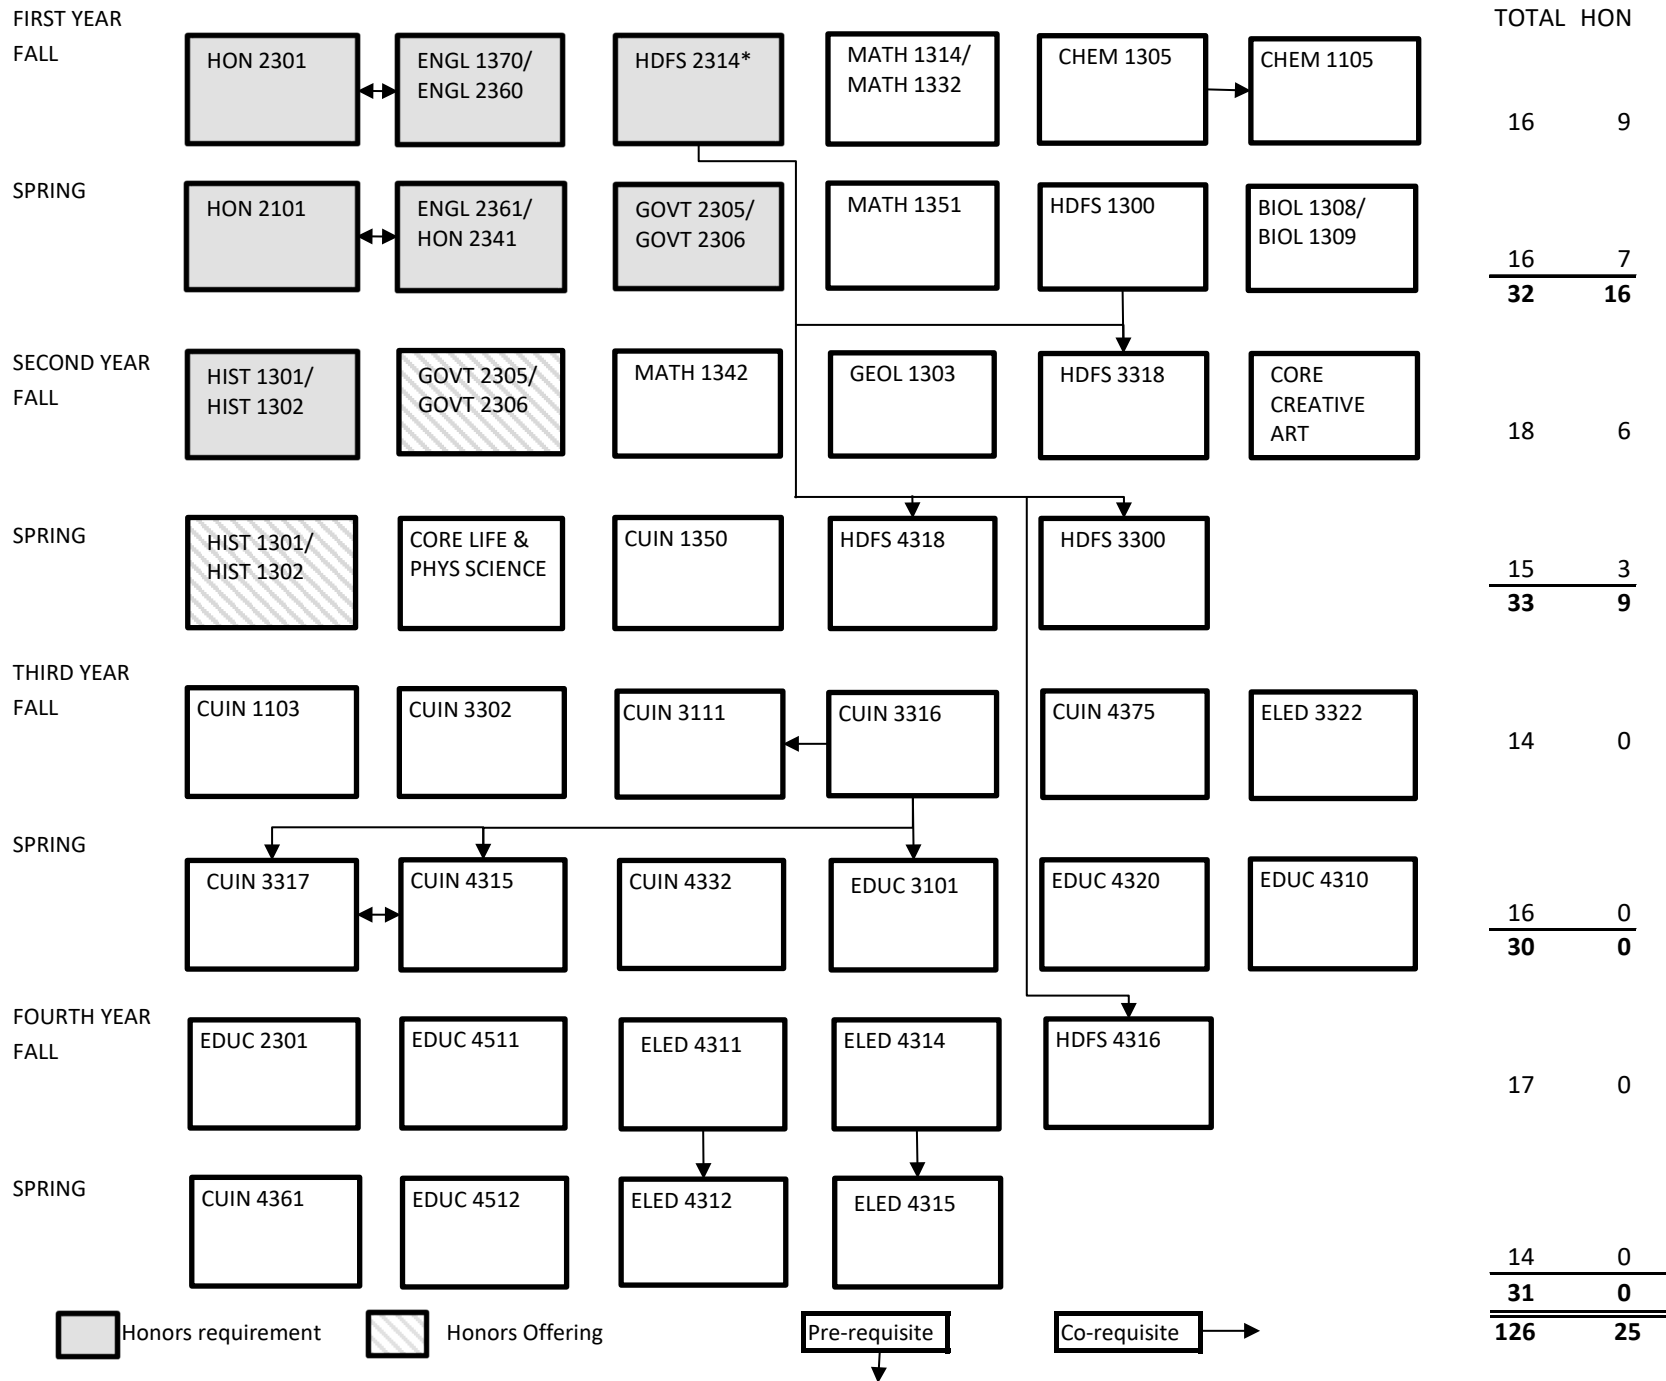 FIRST YEAR
TOTAL HON
FALL
HON 2301
ENGL 1370/
ENGL 2360
HDFS 2314*
MATH 1314/
MATH 1332
CHEM 1305
CHEM 1105
16 9
SPRING
HON 2101
ENGL 2361/
HON 2341
GOVT 2305/
GOVT 2306
MATH 1351
HDFS 1300
BIOL 1308/
BIOL 1309
16 7
32 16
SECOND YEAR
FALL
HIST 1301/
HIST 1302
GOVT 2305/
GOVT 2306
MATH 1342
GEOL 1303
HDFS 3318
CORE
CREATIVE
ART
18 6
SPRING
HIST 1301/
HIST 1302
CORE LIFE &
PHYS SCIENCE
CUIN 1350
HDFS 4318
HDFS 3300
15 3
33 9
THIRD YEAR
FALL
CUIN 1103
CUIN 3302
CUIN 3111
CUIN 3316
CUIN 4375
ELED 3322
14 0
SPRING
CUIN 3317
CUIN 4315
CUIN 4332
EDUC 3101
EDUC 4320
EDUC 4310
16 0
30 0
FOURTH YEAR
FALL
EDUC 2301
EDUC 4511
ELED 4311
ELED 4314
HDFS 4316
17 0
SPRING
CUIN 4361
EDUC 4512
ELED 4312
ELED 4315
14 0
31 0
Honors requirement
Honors Offering
Pre-requisite
Co-requisite
126 25